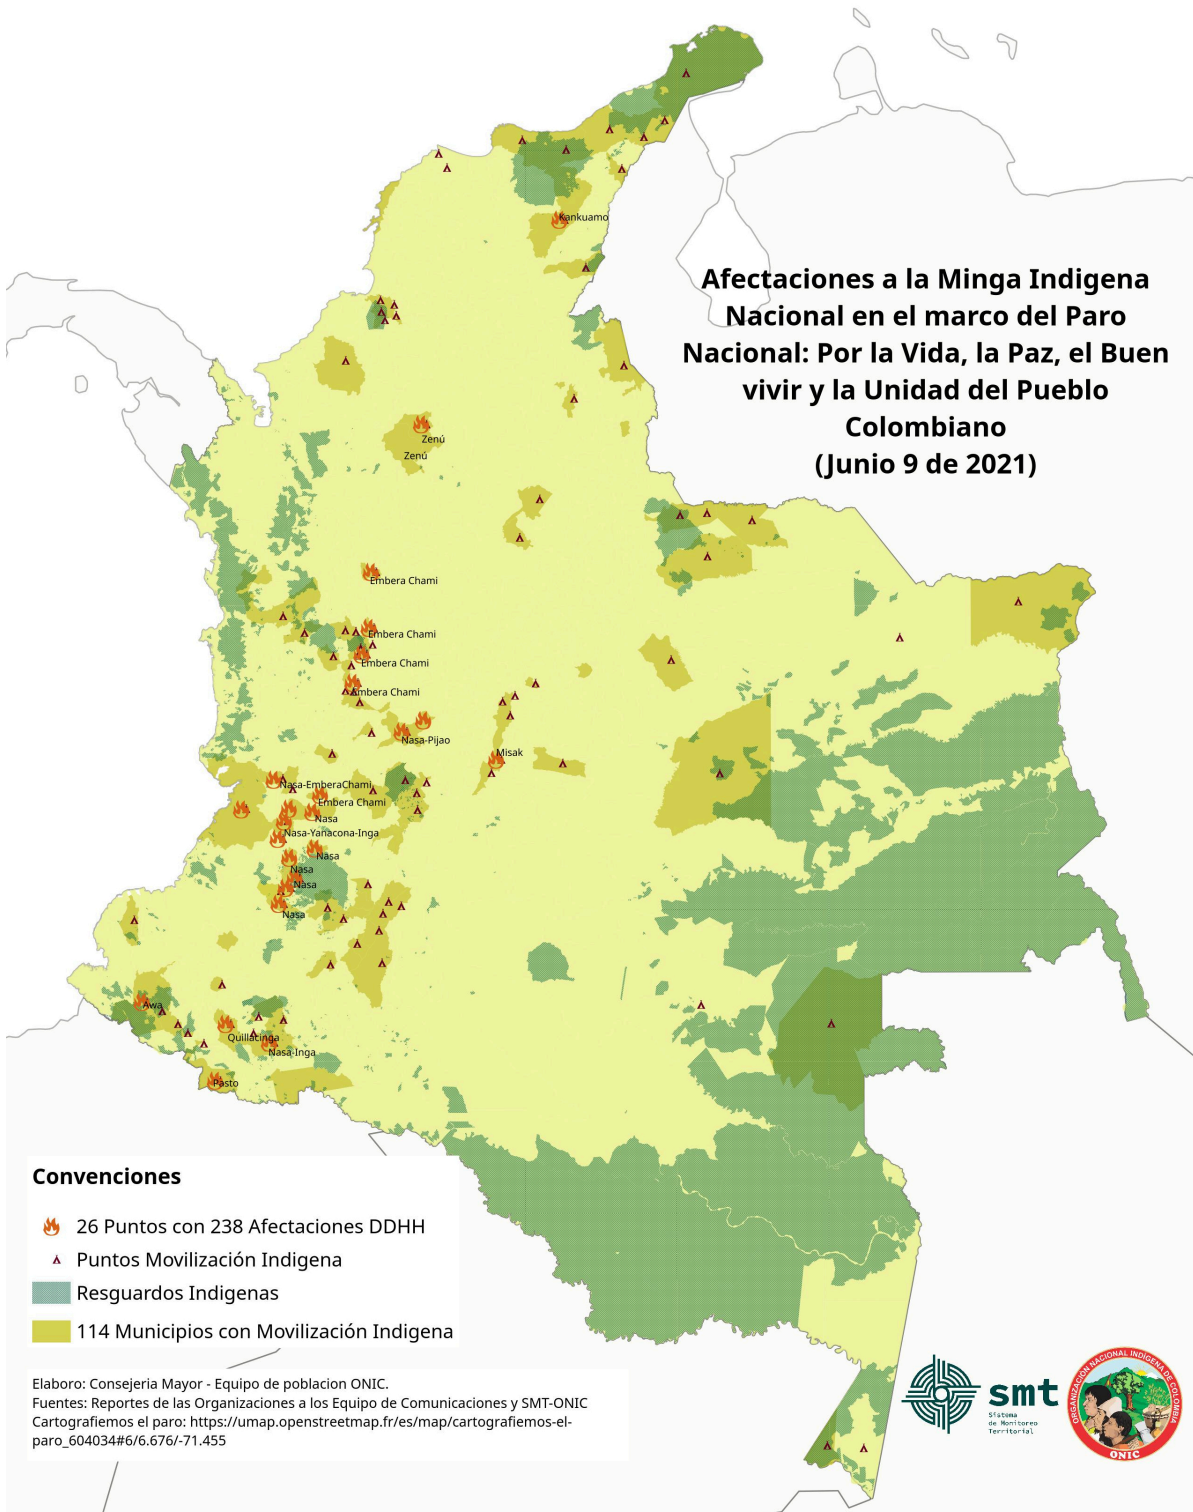 Afectaciones a la Minga Indigena
Nacional en el marco del Paro
Nacional: Por la Vida, la Paz, el Buen
vivir y la Unidad del Pueblo
Colombiano
(Junio 9 de 2021)
Kankuamo
Zenú
Zenú
Embera Chami
Embera Chami
Embera Chami
Embera Chami
Nasa-Pijao
Misak
Nasa-EmberaChami
Embera Chami
Nasa
Nasa-Yanacona-Inga
Nasa
Nasa
Nasa
Nasa
Awa
Quillacinga
Nasa-Inga
Pasto
Convenciones
26 Puntos con 238 Afectaciones DDHH
Puntos Movilización Indigena
Resguardos Indigenas
114 Municipios con Movilización Indigena
Elaboro: Consejeria Mayor - Equipo de poblacion ONIC.
Fuentes: Reportes de las Organizaciones a los Equipo de Comunicaciones y SMT-ONIC
Cartografiemos el paro: https://umap.openstreetmap.fr/es/map/cartografiemos-el-
paro_604034#6/6.676/-71.455
smt
Sistema
de Monitoreo
Territorial
ORGANIZACIÓN NACIONAL INDÍGENA DE COLOMBIA
ONIC